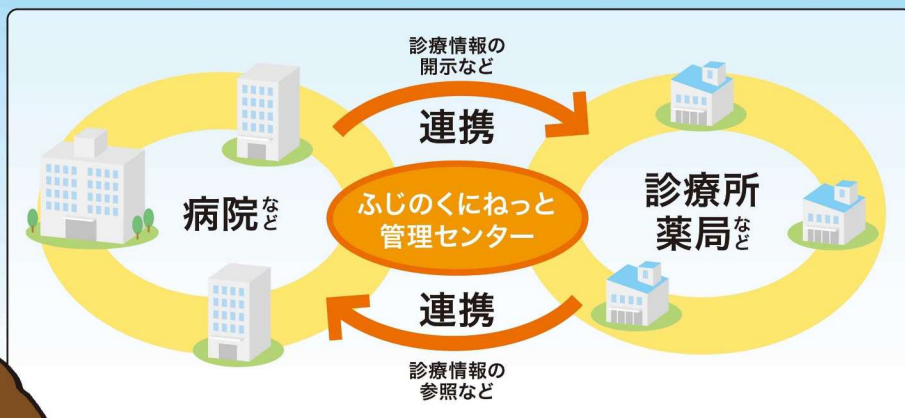 診療情報の
開示など
連携
病院など
ふじのくにねっと
管理センター
診療所
薬局など
連携
診療情報の
参照など